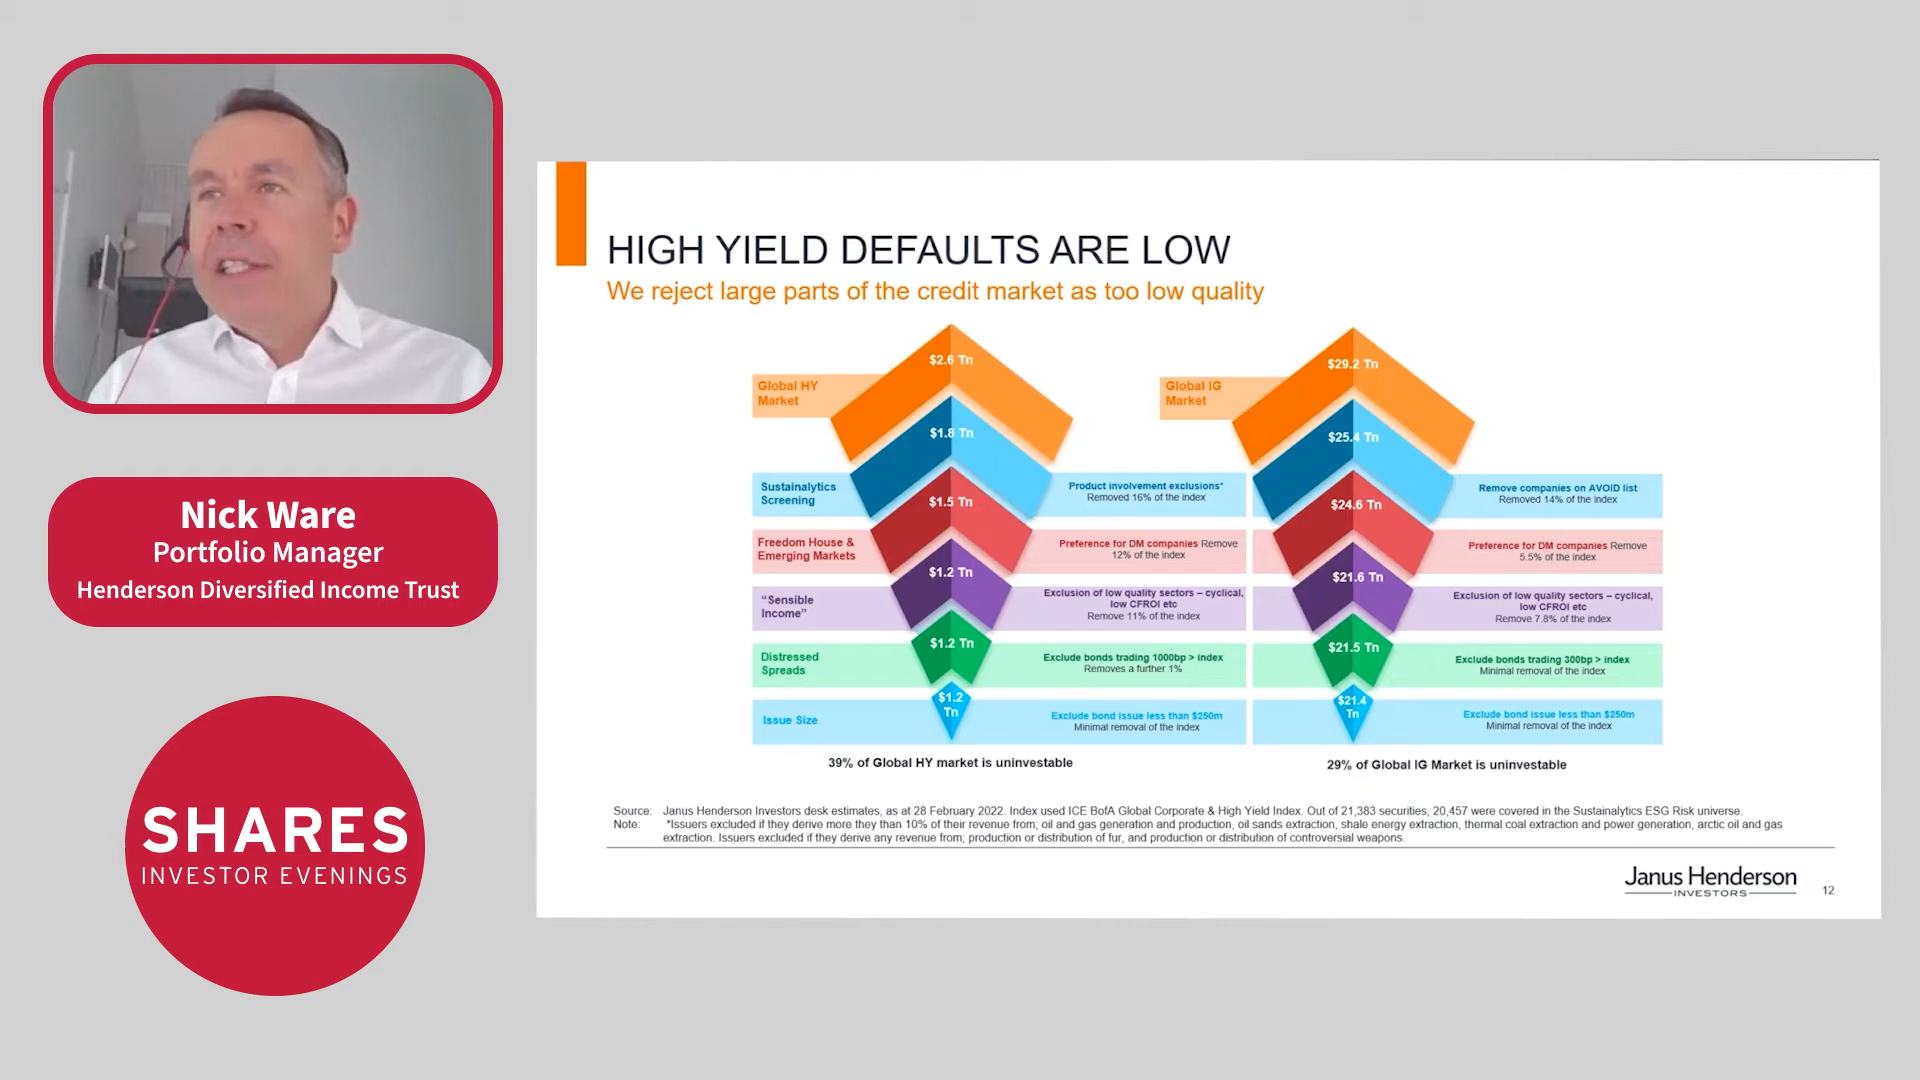 Nick Ware
Portfolio Manager
Henderson Diversified Income Trust
SHARES
INVESTOR EVENINGS
HIGH YIELD DEFAULTS ARE LOW
We reject large parts of the credit market as too low quality
Global HY
Market
$2.6 Tn
$1.8 Tn
Sustainalytics
Screening
Product involvement exclusions*
Removed 16% of the index
$1.5 Tn
Freedom House &
Emerging Markets
Preference for DM companies Remove
12% of the index
$1.2 Tn
“Sensible
Income”
Exclusion of low quality sectors – cyclical,
low CFROI etc
Remove 11% of the index
$1.2 Tn
Distressed
Spreads
Exclude bonds trading 1000bp > index
Removes a further 1%
$1.2
Tn
Issue Size
Exclude bond issue less than $250m
Minimal removal of the index
39% of Global HY market is uninvestable
Global IG
Market
$29.2 Tn
$25.4 Tn
Remove companies on AVOID list
Removed 14% of the index
$24.6 Tn
Preference for DM companies Remove
5.5% of the index
$21.6 Tn
Exclusion of low quality sectors – cyclical,
low CFROI etc
Remove 7.8% of the index
$21.5 Tn
Exclude bonds trading 300bp > index
Minimal removal of the index
$21.4
Tn
Exclude bond issue less than $250m
Minimal removal of the index
29% of Global IG Market is uninvestable
Source: Janus Henderson Investors desk estimates, as at 28 February 2022. Index used ICE BofA Global Corporate & High Yield Index. Out of 21,383 securities, 20,457 were covered in the Sustainalytics ESG Risk universe.
Note: *Issuers excluded if they derive more they than 10% of their revenue from; oil and gas generation and production, oil sands extraction, shale energy extraction, thermal coal extraction and power generation, arctic oil and gas
extraction. Issuers excluded if they derive any revenue from; production or distribution of fur, and production or distribution of controversial weapons.
Janus Henderson
INVESTORS
12